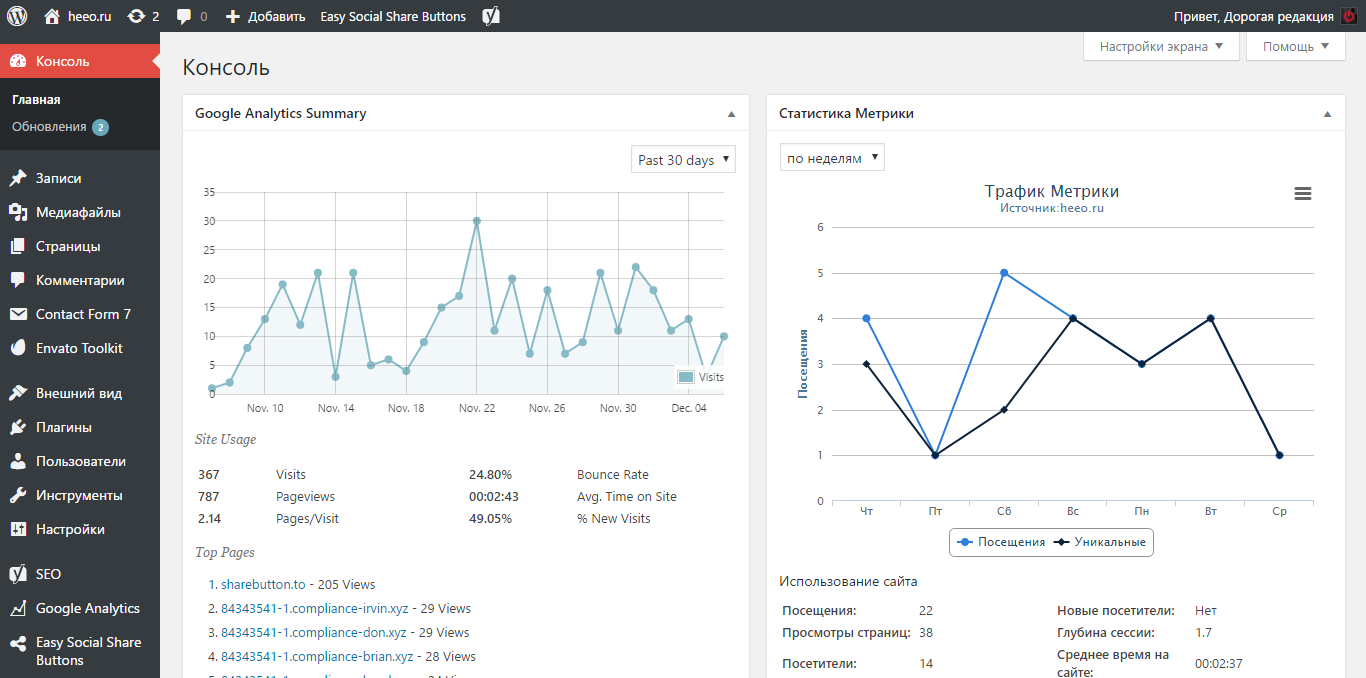 heeo.ru 2 0 Добавить Easy Social Share Buttons Привет, Дорогая редакция
Консоль
Главная
Обновления 2
Записи
Медиафайлы
Страницы
Комментарии
Contact Form 7
Envato Toolkit
Внешний вид
Плагины
Пользователи
Инструменты
Настройки
SEO
Google Analytics
Easy Social Share
Buttons
Настройки экрана Помощь
Консоль
Google Analytics Summary
Past 30 days
35
30
25
20
15
10
5
0
Visits
Nov. 10 Nov. 14 Nov. 18 Nov. 22 Nov. 26 Nov. 30 Dec. 04
Site Usage
367 Visits 24.80% Bounce Rate
787 Pageviews 00:02:43 Avg. Time on Site
2.14 Pages/Visit 49.05% % New Visits
Top Pages
1. sharebutton.to - 205 Views
2. 84343541-1.compliance-irvin.xyz - 29 Views
3. 84343541-1.compliance-don.xyz - 29 Views
4. 84343541-1.compliance-brian.xyz - 28 Views
Статистика Метрики
по неделям
Трафик Метрики
Источник:heeo.ru
Посещения
6
5
4
3
2
1
0
Чт Пт Сб Вс Пн Вт Ср
Посещения Уникальные
Использование сайта
Посещения: 22 Новые посетители: Нет
Просмотры страниц: 38 Глубина сессии: 1.7
Посетители: 14 Среднее время на
сайте: 00:02:37